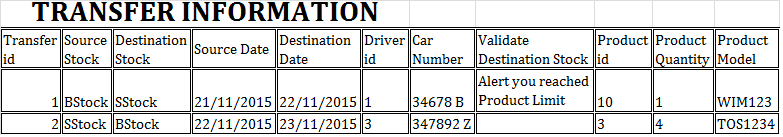 TRANSFER INFORMATION
Transfer id Source Stock Destination Stock Source Date Destination Date Driver id Car Number Validate Destination Stock Product id Product Quantity Product Model
1 BStock SStock 21/11/2015 22/11/2015 1 34678 B Alert you reached Product Limit 10 1 WIM123
2 SStock BStock 22/11/2015 23/11/2015 3 347892 Z 3 4 TOS1234